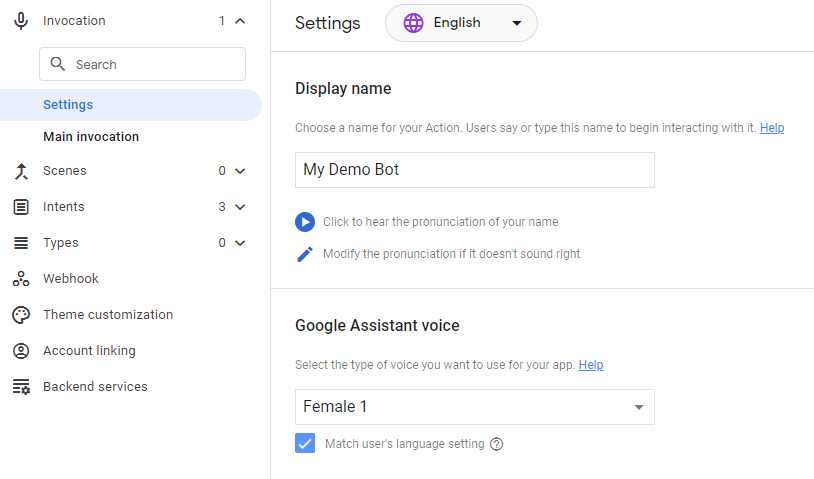 Invocation 1
Search
Settings
Main invocation
Scenes 0
Intents 3
Types 0
Webhook
Theme customization
Account linking
Backend services
Settings English
Display name
Choose a name for your Action. Users say or type this name to begin interacting with it. Help
My Demo Bot
Click to hear the pronunciation of your name
Modify the pronunciation if it doesn't sound right
Google Assistant voice
Select the type of voice you want to use for your app. Help
Female 1
Match user's language setting ?